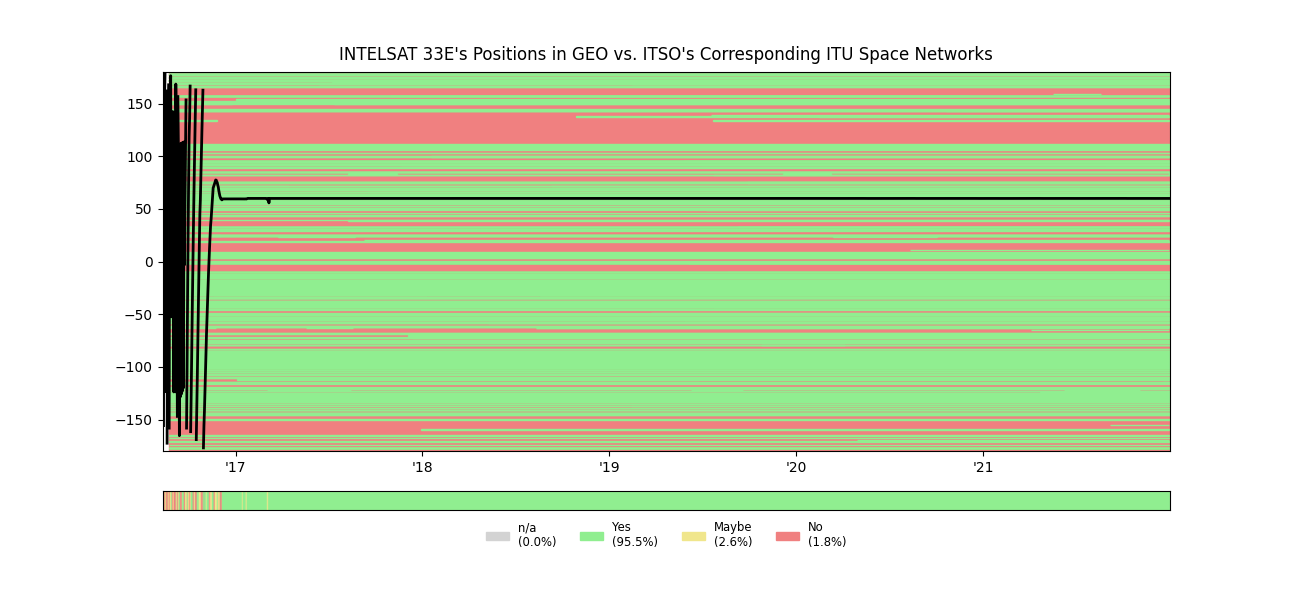 INTELSAT 33E's Positions in GEO vs. ITSO's Corresponding ITU Space Networks
150
100
50
0
−50
−100
−150
'17 '18 '19 '20 '21
n/a Yes Maybe No
(0.0%) (95.5%) (2.6%) (1.8%)